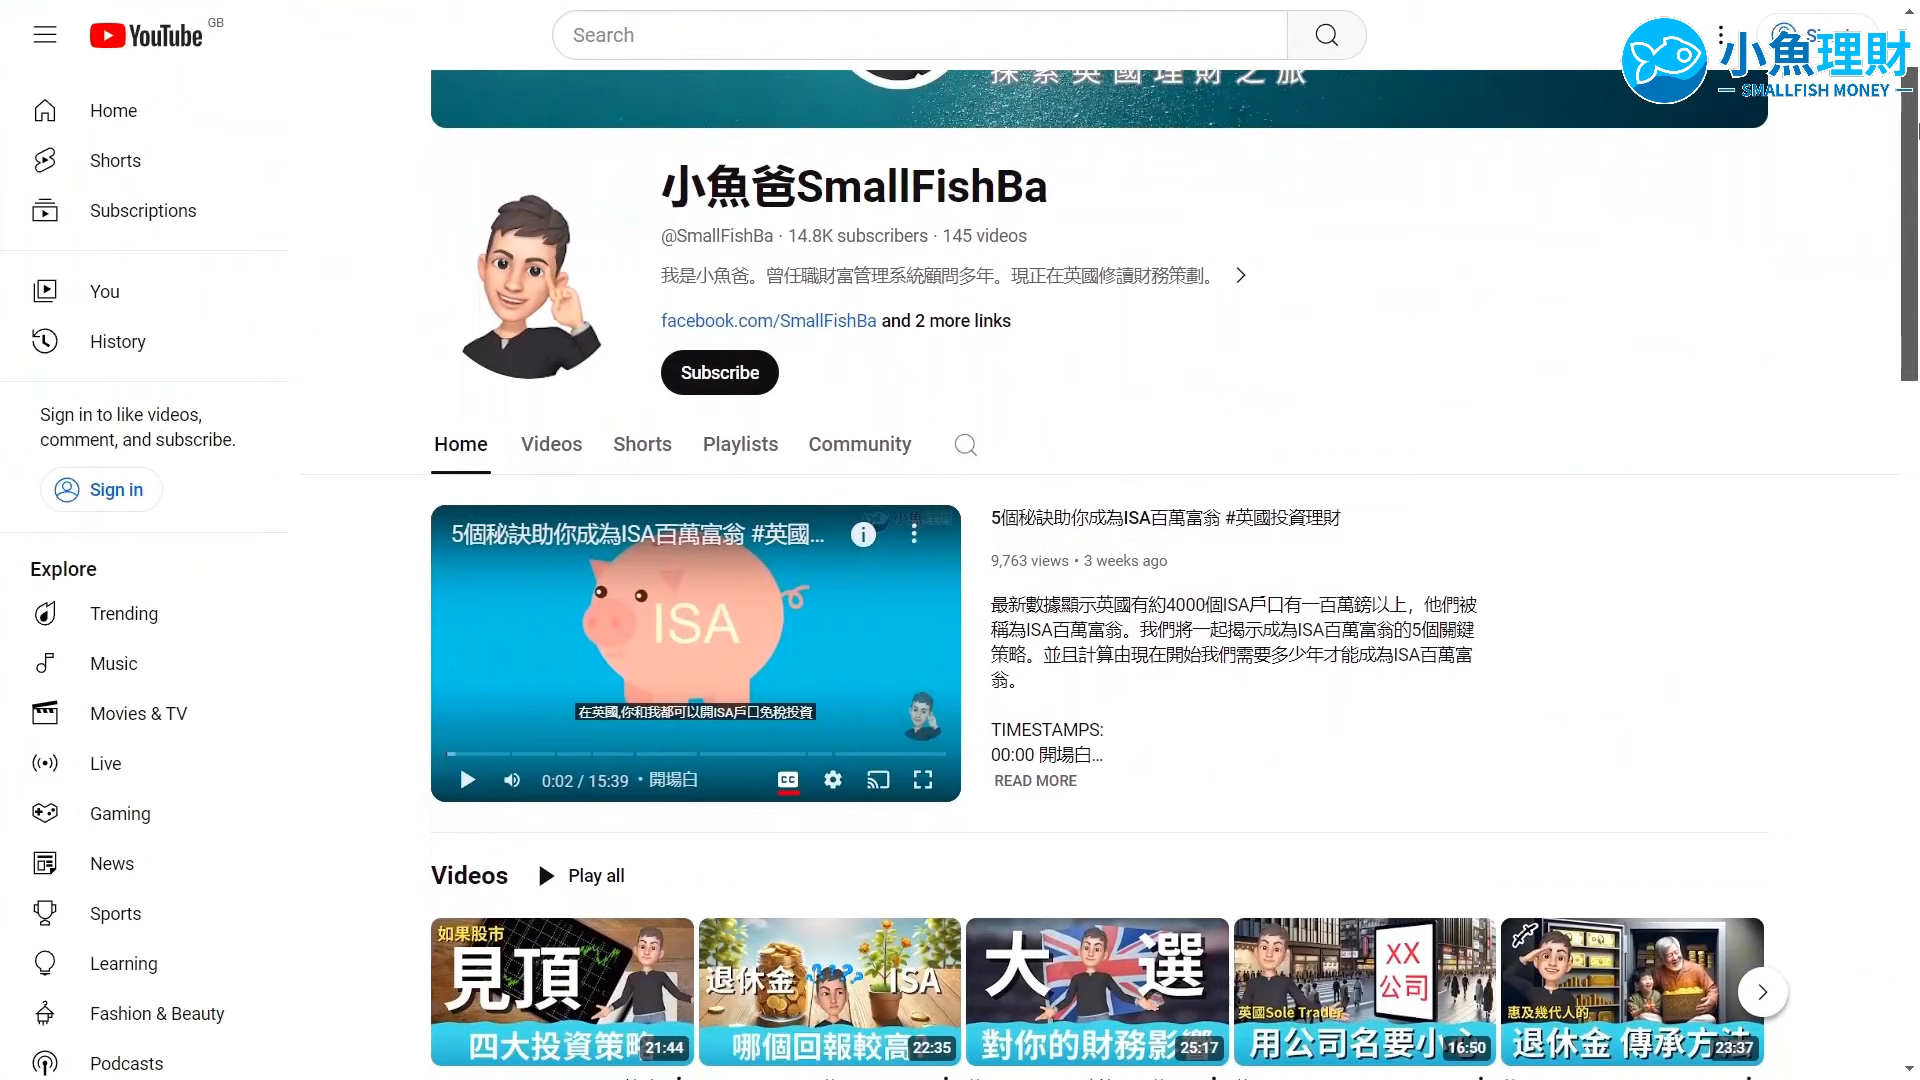 YouTube GB
Search
小魚理財
SMALLFISH MONEY
探索英國理財之旅
Home
Shorts
Subscriptions
You
History
Sign in to like videos,
comment, and subscribe.
Sign in
Explore
Trending
Music
Movies & TV
Live
Gaming
News
Sports
Learning
Fashion & Beauty
Podcasts
小魚爸SmallFishBa
@SmallFishBa · 14.8K subscribers · 145 videos
我是小魚爸。曾任職財富管理系統顧問多年。現正在英國修讀財務策劃。
facebook.com/SmallFishBa and 2 more links
Subscribe
Home Videos Shorts Playlists Community
5個秘訣助你成為ISA百萬富翁 #英國...
ISA
在英國,你和我都可以開ISA戶口免稅投資
0:02 / 15:39 • 開場白
CC
5個秘訣助你成為ISA百萬富翁 #英國投資理財
9,763 views • 3 weeks ago
最新數據顯示英國有約4000個ISA戶口有一百萬鎊以上，他們被
稱為ISA百萬富翁。我們將一起揭示成為ISA百萬富翁的5個關鍵
策略。並且計算由現在開始我們需要多少年才能成為ISA百萬富
翁。
TIMESTAMPS:
00:00 開場白...
READ MORE
Videos Play all
如果股市
見頂
四大投資策略
21:44
退休金 ISA
哪個回報較高
22:35
大選
對你的財務影響
25:17
XX
公司
英國Sole Trader
用公司名要小心
16:50
惠及幾代人的
退休金 傳承方法
23:37